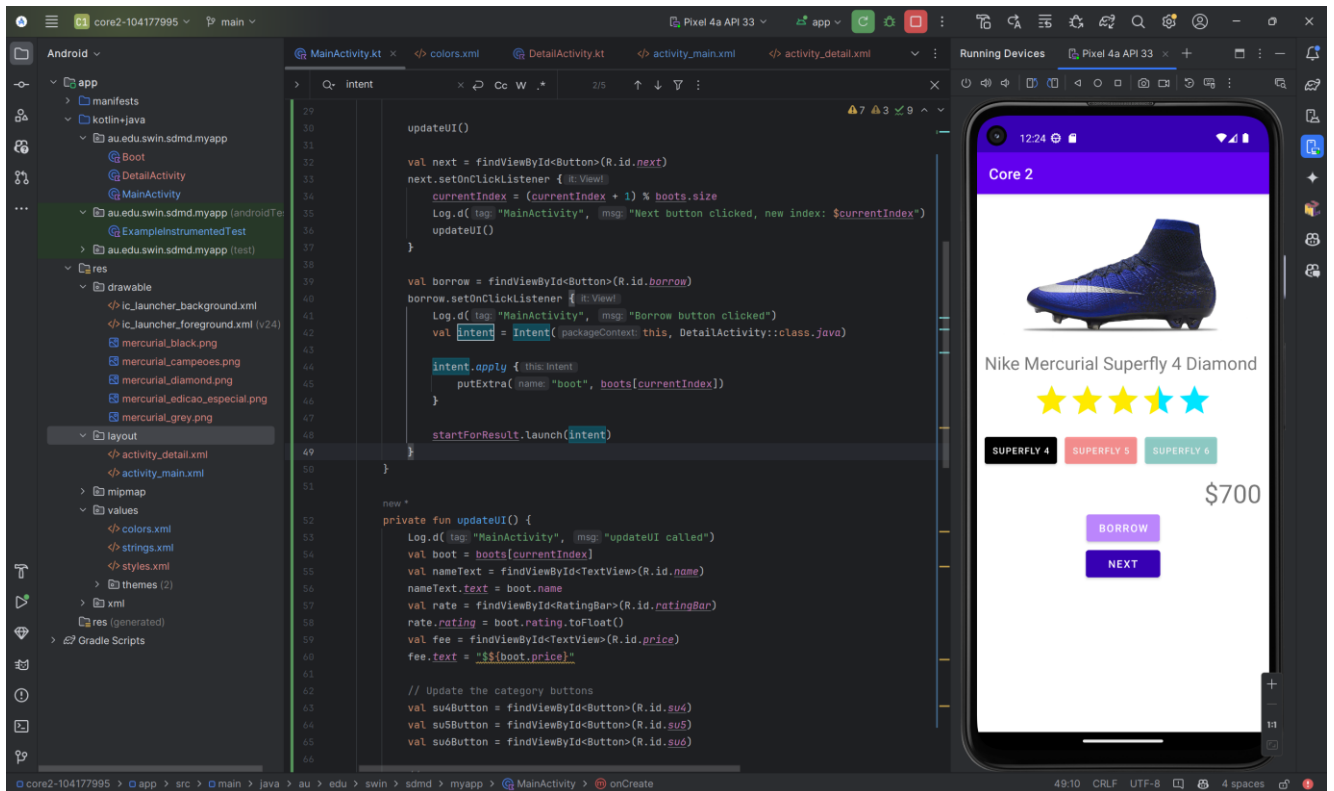 C1 core2-104177995 main Pixel 4a API 33 app
Android
MainActivity.kt colors.xml DetailActivity.kt activity_main.xml activity_detail.xml
Running Devices Pixel 4a API 33
app
manifests
kotlin+java
au.edu.swin.sdmd.myapp
Boot
DetailActivity
MainActivity
au.edu.swin.sdmd.myapp (androidTe
ExampleInstrumentedTest
au.edu.swin.sdmd.myapp (test)
res
drawable
ic_launcher_background.xml
ic_launcher_foreground.xml (v24)
mercurial_black.png
mercurial_campeoes.png
mercurial_diamond.png
mercurial_edicao_especial.png
mercurial_grey.png
layout
activity_detail.xml
activity_main.xml
mipmap
values
colors.xml
strings.xml
styles.xml
themes (2)
xml
res (generated)
Gradle Scripts
intent Cc W .* 2/5
7 3 9
29
30 updateUI()
31
32 val next = findViewById<Button>(R.id.next)
33 next.setOnClickListener { it: View!
34 currentIndex = (currentIndex + 1) % boots.size
35 Log.d( tag: "MainActivity", msg: "Next button clicked, new index: $currentIndex")
36 updateUI()
37 }
38
39 val borrow = findViewById<Button>(R.id.borrow)
40 borrow.setOnClickListener { it: View!
41 Log.d( tag: "MainActivity", msg: "Borrow button clicked")
42 val intent = Intent( packageContext: this, DetailActivity::class.java)
43
44 intent.apply { this: Intent
45 putExtra( name: "boot", boots[currentIndex])
46 }
47
48 startForResult.launch(intent)
49 }
50 }
51
new *
52 private fun updateUI() {
53 Log.d( tag: "MainActivity", msg: "updateUI called")
54 val boot = boots[currentIndex]
55 val nameText = findViewById<TextView>(R.id.name)
56 nameText.text = boot.name
57 val rate = findViewById<RatingBar>(R.id.ratingBar)
58 rate.rating = boot.rating.toFloat()
59 val fee = findViewById<TextView>(R.id.price)
60 fee.text = "$${boot.price}"
61
62 // Update the category buttons
63 val su4Button = findViewById<Button>(R.id.su4)
64 val su5Button = findViewById<Button>(R.id.su5)
65 val su6Button = findViewById<Button>(R.id.su6)
66
12:24
Core 2
Nike Mercurial Superfly 4 Diamond
SUPERFLY 4 SUPERFLY 5 SUPERFLY 6
$700
BORROW
NEXT
1:1
core2-104177995 > app > src > main > java > au > edu > swin > sdmd > myapp > MainActivity > onCreate
49:10 CRLF UTF-8 4 spaces